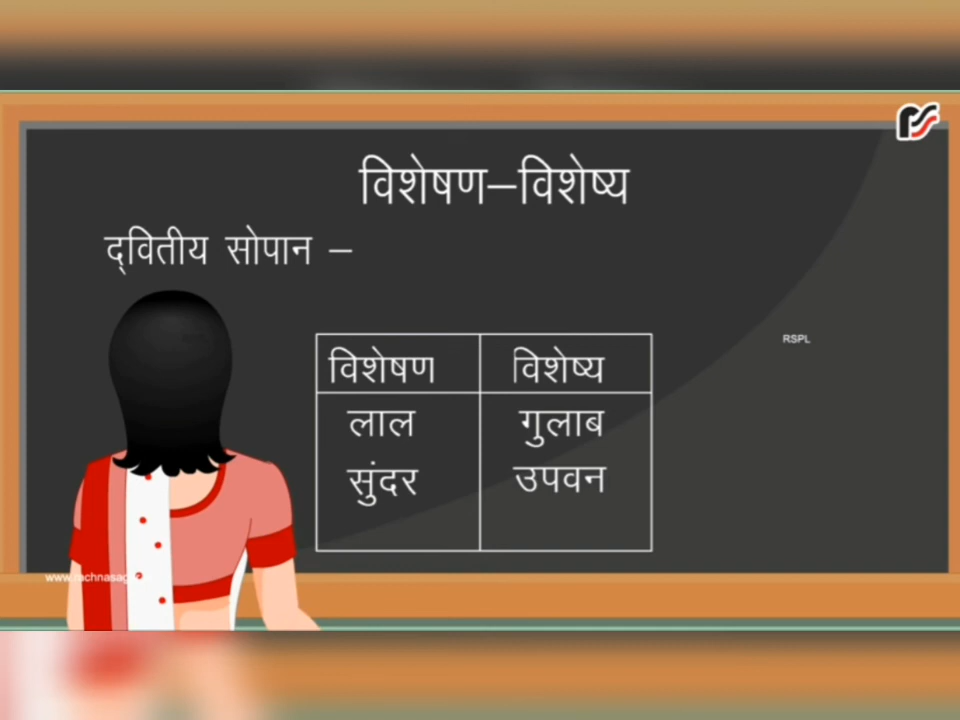 विशेषण–विशेष्य
द्‌वितीय सोपान –
RSPL
विशेषण विशेष्य
लाल गुलाब
सुंदर उपवन